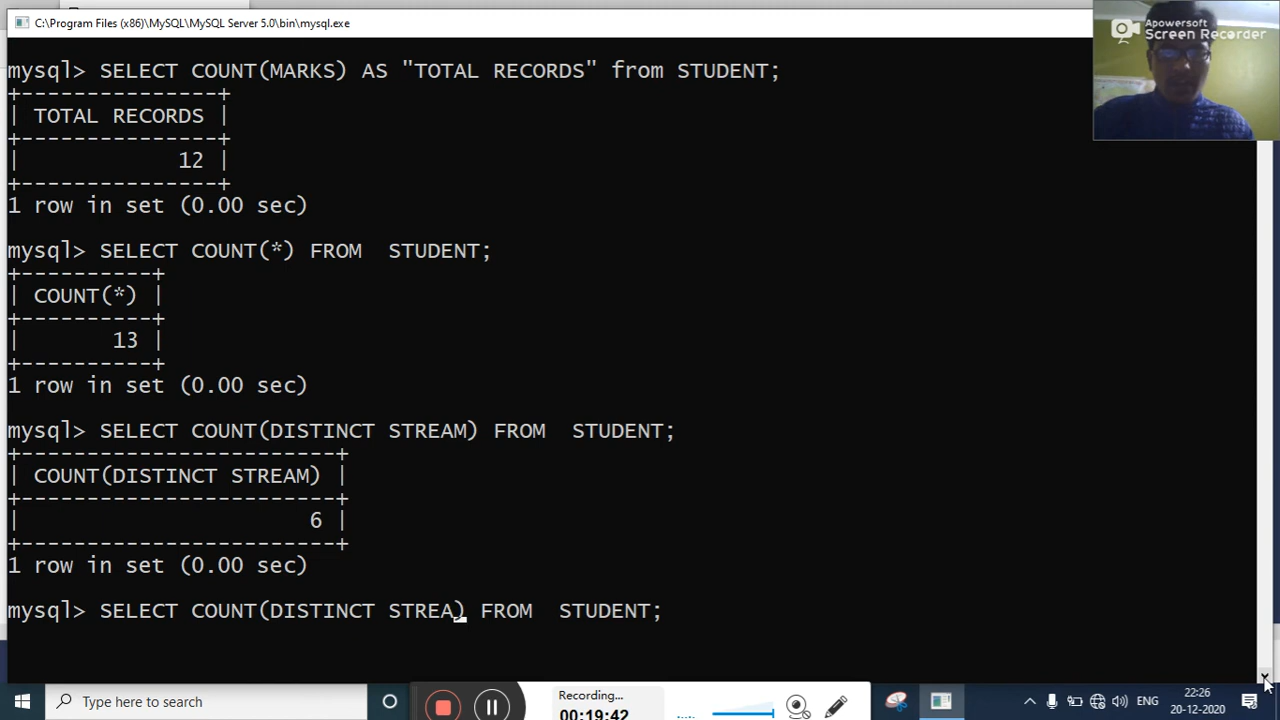 C:\Program Files (x86)\MySQL\MySQL Server 5.0\bin\mysql.exe
Apowersoft
Screen Recorder
mysql> SELECT COUNT(MARKS) AS "TOTAL RECORDS" from STUDENT;
+---------------+
| TOTAL RECORDS |
+---------------+
|            12 |
+---------------+
1 row in set (0.00 sec)
mysql> SELECT COUNT(*) FROM  STUDENT;
+----------+
| COUNT(*) |
+----------+
|       13 |
+----------+
1 row in set (0.00 sec)
mysql> SELECT COUNT(DISTINCT STREAM) FROM  STUDENT;
+------------------------+
| COUNT(DISTINCT STREAM) |
+------------------------+
|                      6 |
+------------------------+
1 row in set (0.00 sec)
mysql> SELECT COUNT(DISTINCT STREA) FROM  STUDENT;
Type here to search
Recording...
00:19:42
ENG
22:26
20-12-2020